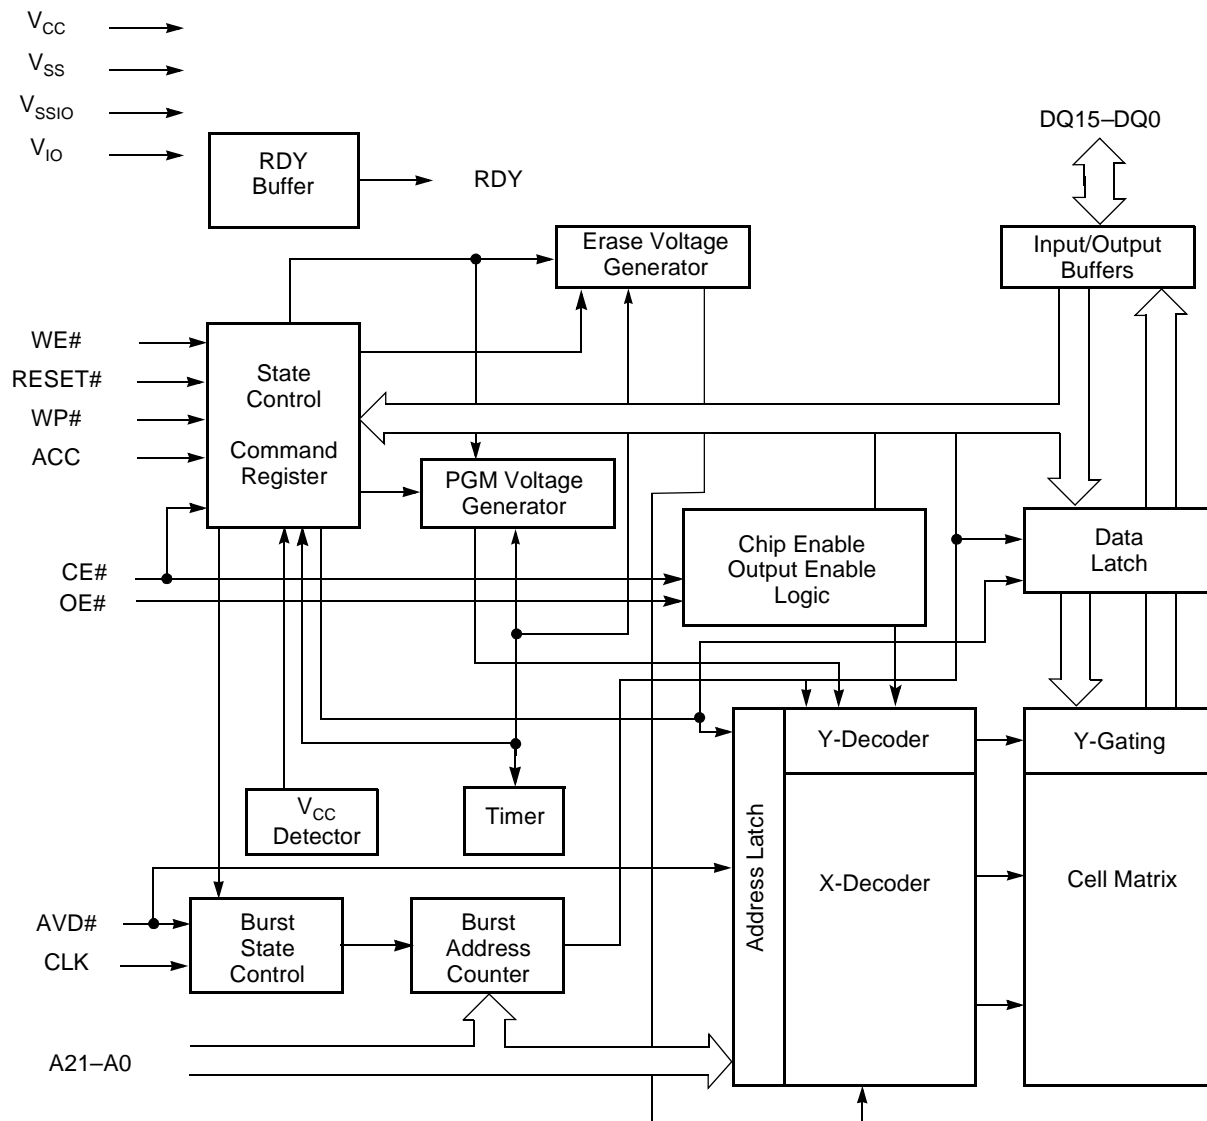 VCC
VSS
VSSIO
VIO
RDY
Buffer
RDY
DQ15–DQ0
Erase Voltage
Generator
Input/Output
Buffers
WE#
RESET#
WP#
ACC
CE#
OE#
State
Control
Command
Register
PGM Voltage
Generator
Chip Enable
Output Enable
Logic
Data
Latch
VCC
Detector
Timer
Address Latch
Y-Decoder
X-Decoder
Y-Gating
Cell Matrix
AVD#
CLK
Burst
State
Control
Burst
Address
Counter
A21–A0